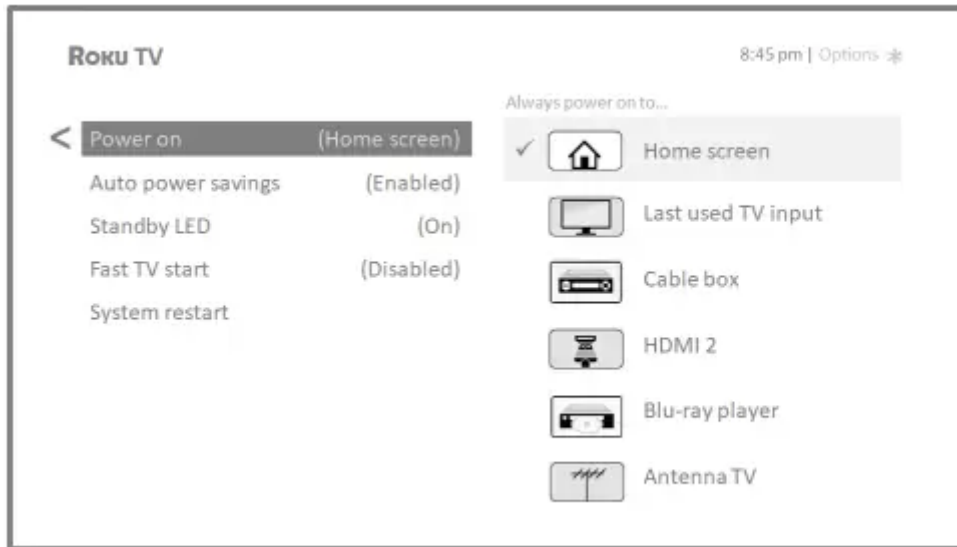 ROKU TV
8:45 pm | Options ✱
Always power on to...
< Power on (Home screen)
Auto power savings (Enabled)
Standby LED (On)
Fast TV start (Disabled)
System restart
✓ Home screen
Last used TV input
Cable box
HDMI 2
Blu-ray player
Antenna TV